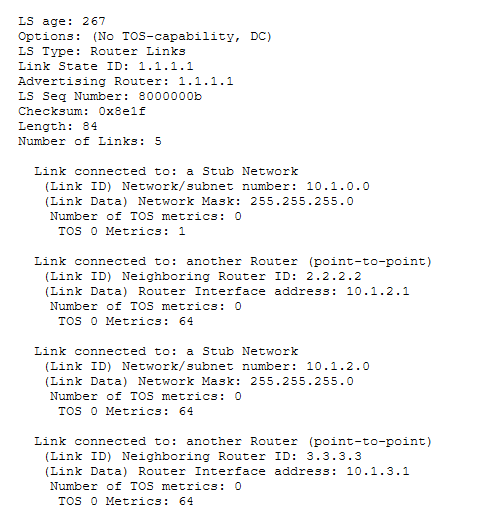 LS age: 267
Options: (No TOS-capability, DC)
LS Type: Router Links
Link State ID: 1.1.1.1
Advertising Router: 1.1.1.1
LS Seq Number: 8000000b
Checksum: 0x8e1f
Length: 84
Number of Links: 5
Link connected to: a Stub Network
(Link ID) Network/subnet number: 10.1.0.0
(Link Data) Network Mask: 255.255.255.0
Number of TOS metrics: 0
TOS 0 Metrics: 1
Link connected to: another Router (point-to-point)
(Link ID) Neighboring Router ID: 2.2.2.2
(Link Data) Router Interface address: 10.1.2.1
Number of TOS metrics: 0
TOS 0 Metrics: 64
Link connected to: a Stub Network
(Link ID) Network/subnet number: 10.1.2.0
(Link Data) Network Mask: 255.255.255.0
Number of TOS metrics: 0
TOS 0 Metrics: 64
Link connected to: another Router (point-to-point)
(Link ID) Neighboring Router ID: 3.3.3.3
(Link Data) Router Interface address: 10.1.3.1
Number of TOS metrics: 0
TOS 0 Metrics: 64